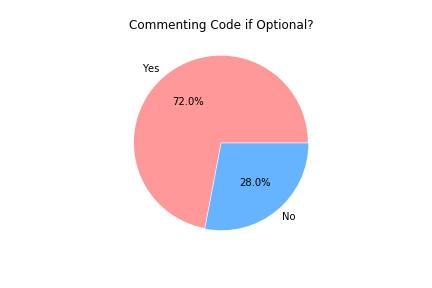 Commenting Code if Optional?
Yes
72.0%
28.0%
No